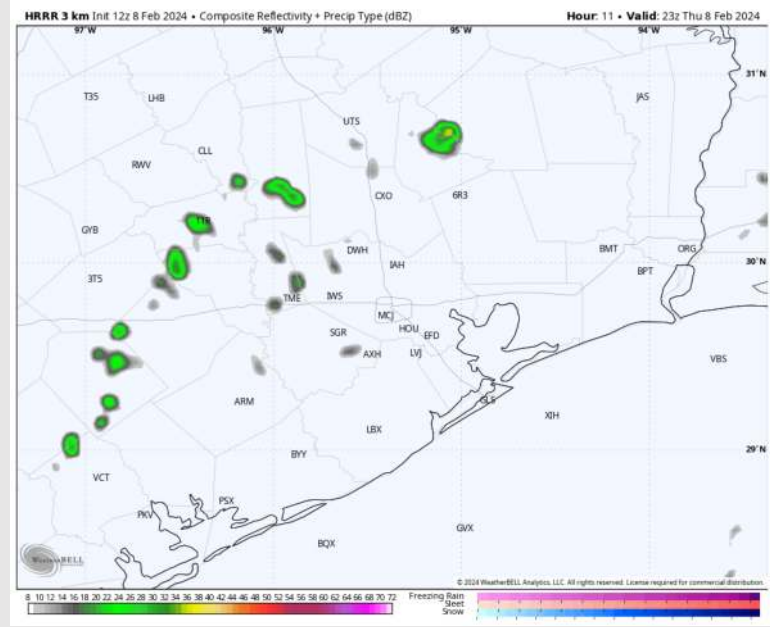 HRRR 3 km Init 12z 8 Feb 2024 • Composite Reflectivity + Precip Type (dBZ)
Hour: 11 • Valid: 23z Thu 8 Feb 2024
97°W 96°W 95°W 94°W
31°N
T35 LHB JAS
UTS
CLL
RWV
CXO 6R3
11R
GYB
DWH BMT ORG
30°N
IAH BPT
3T5
TME IWS
MCJ
SGR HOU EFD
AXH LVJ VBS
ARM GLS
XIH
LBX
29°N
BYY
VCT
PSX
PKV
GVX
BQX
WeatherBELL
© 2024 WeatherBELL Analytics, LLC. All rights reserved. License required for commercial distribution.
8 10 12 14 16 18 20 22 24 26 28 30 32 34 36 38 40 42 44 46 48 50 52 54 56 58 60 62 64 66 68 70 72
Freezing Rain
Sleet
Snow